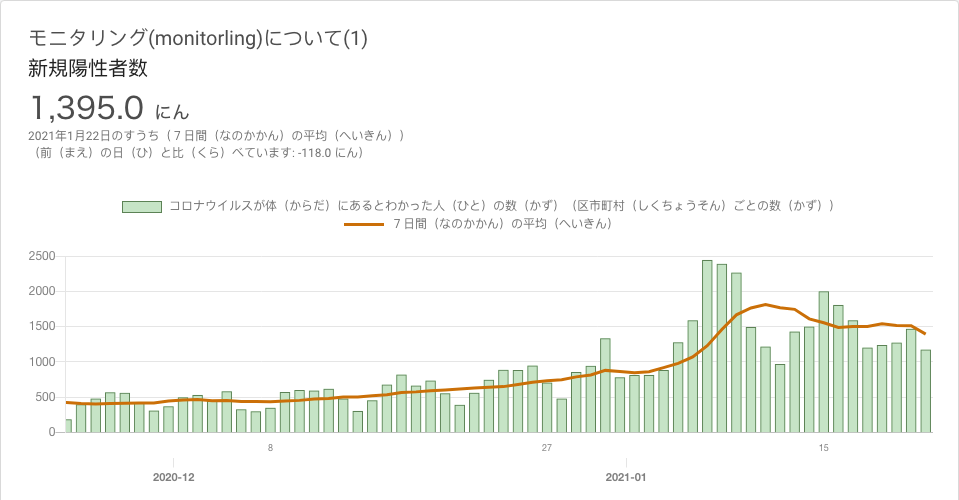 モニタリング(monitorling)について(1)
新規陽性者数
1,395.0 にん
2021年1月22日のすうち（７日間（なのかかん）の平均（へいきん））
（前（まえ）の日（ひ）と比（くら）べています: -118.0 にん）
コロナウイルスが体（からだ）にあるとわかった人（ひと）の数（かず）（区市町村（しくちょうそん）ごとの数（かず））
７日間（なのかかん）の平均（へいきん）
2500
2000
1500
1000
500
0
8 27 15
2020-12 2021-01